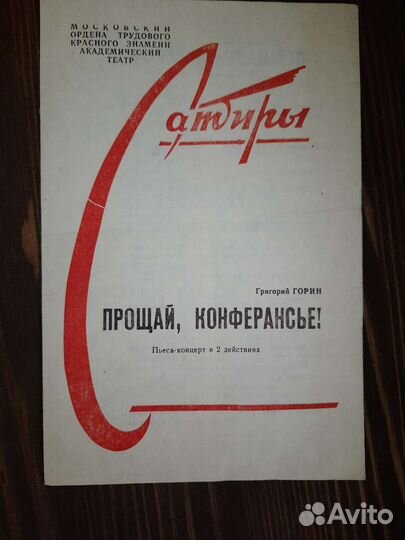 МОСКОВСКИЙ
ОРДЕНА ТРУДОВОГО
КРАСНОГО ЗНАМЕНИ
АКАДЕМИЧЕСКИЙ
ТЕАТР
Сатиры
Григорий ГОРИН
ПРОЩАЙ, КОНФЕРАНСЬЕ!
Пьеса-концерт в 2 действиях
Avito